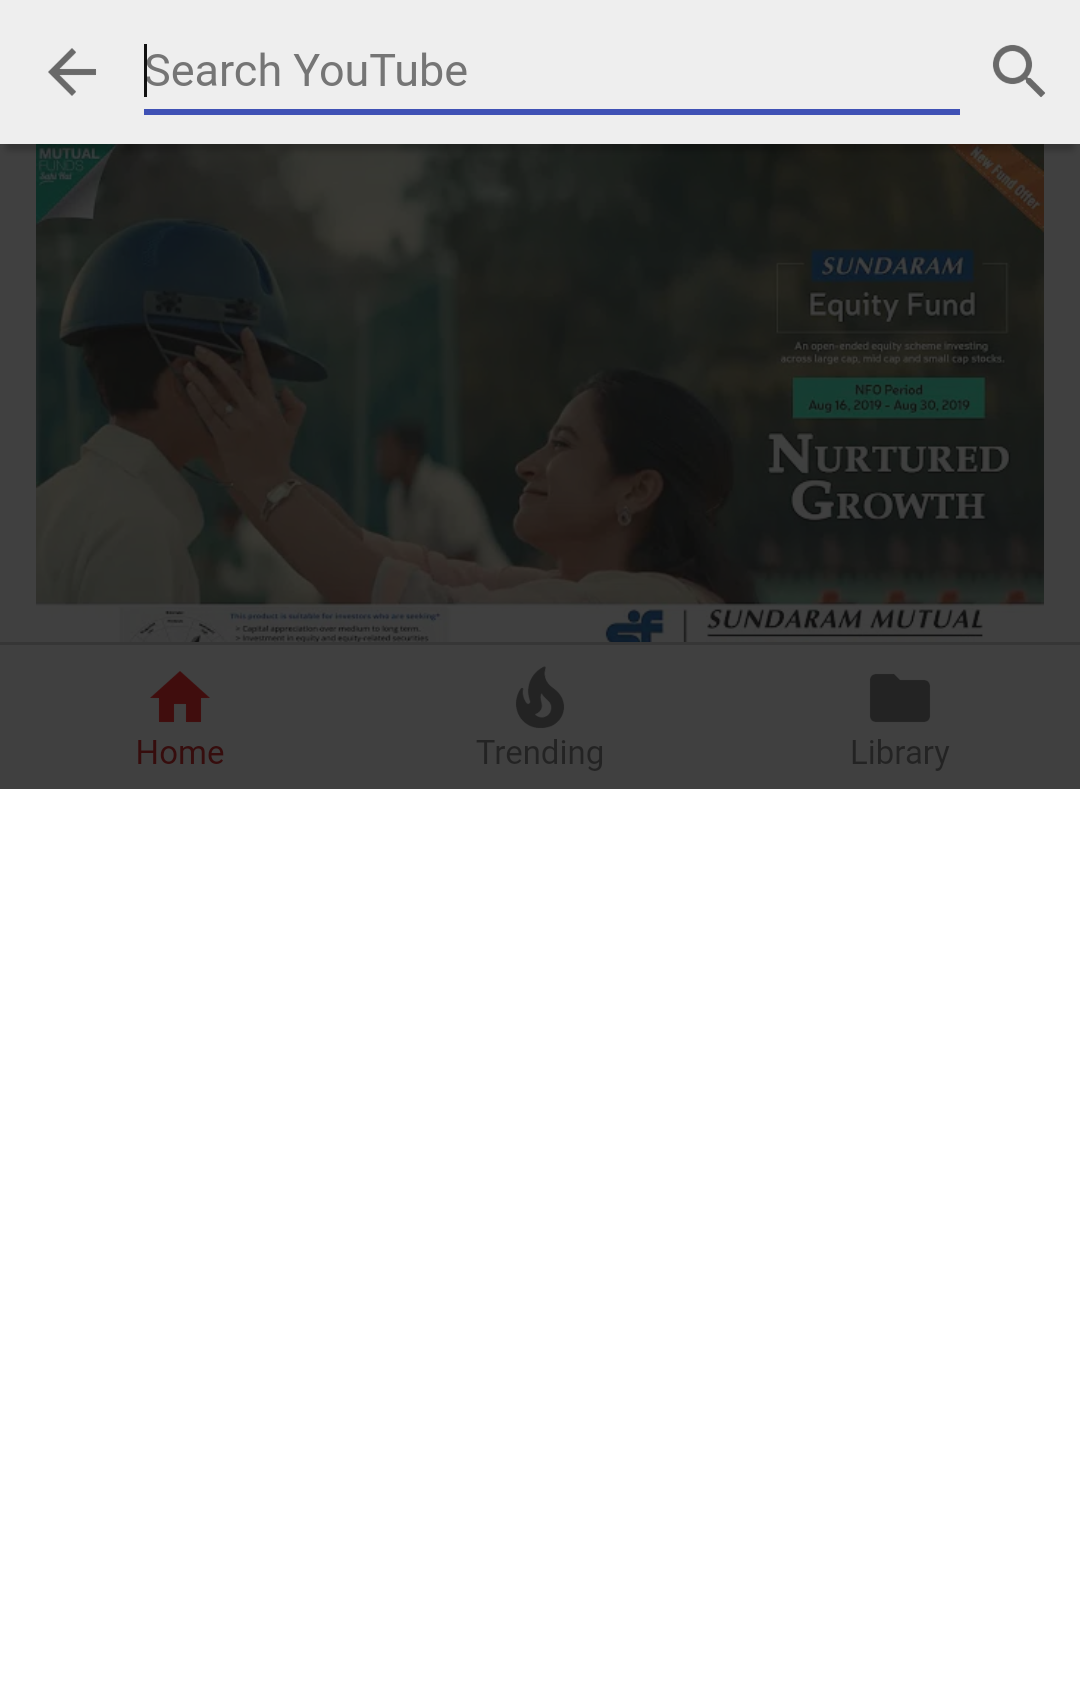 Search YouTube
MUTUAL
FUNDS
Sahi Hai
New Fund Offer
SUNDARAM
Equity Fund
An open-ended equity scheme investing
across large cap, mid cap and small cap stocks.
NFO Period
Aug 16, 2019 - Aug 30, 2019
NURTURED
GROWTH
This product is suitable for investors who are seeking*
• Capital appreciation over medium to long term.
• Investment in equity and equity-related securities
SUNDARAM MUTUAL
Home
Trending
Library